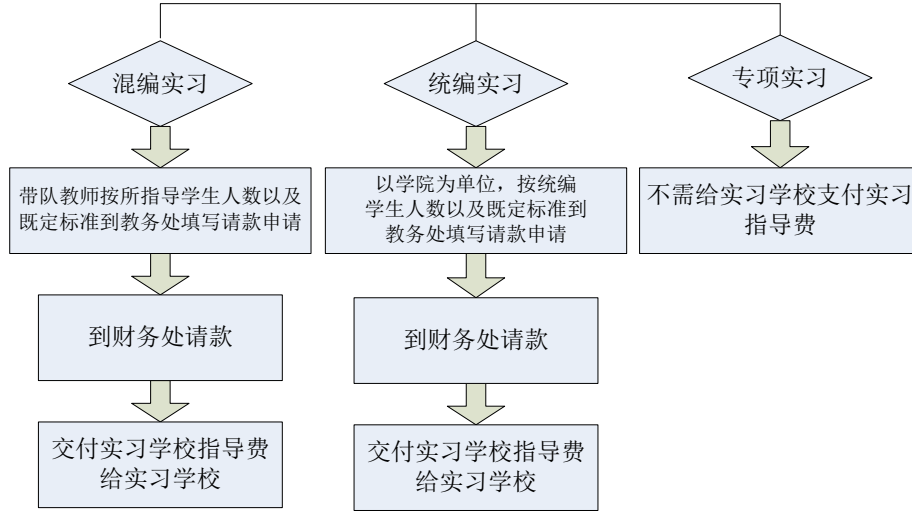 混编实习
统编实习
专项实习
带队教师按所指导学生人数以及
既定标准到教务处填写请款申请
以学院为单位，按统编
学生人数以及既定标准到
教务处填写请款申请
不需给实习学校支付实习
指导费
到财务处请款
到财务处请款
交付实习学校指导费
给实习学校
交付实习学校指导费
给实习学校